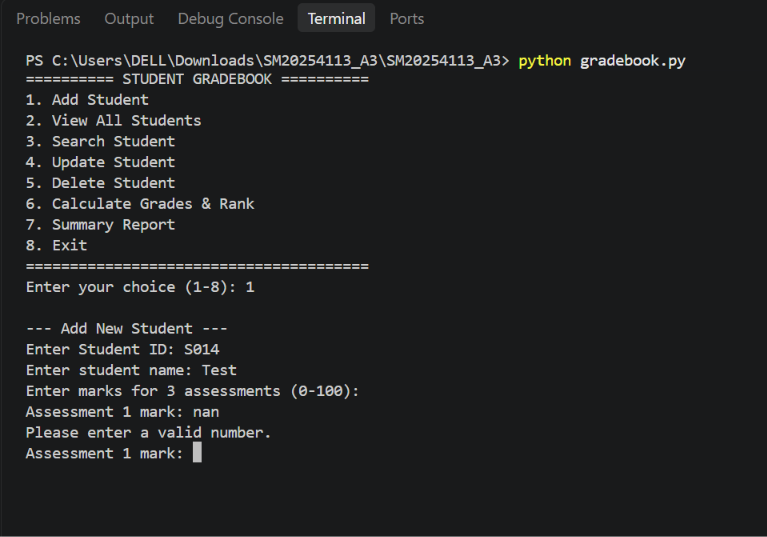 Problems Output Debug Console Terminal Ports
PS C:\Users\DELL\Downloads\SM20254113_A3\SM20254113_A3> python gradebook.py
========== STUDENT GRADEBOOK ==========
1. Add Student
2. View All Students
3. Search Student
4. Update Student
5. Delete Student
6. Calculate Grades & Rank
7. Summary Report
8. Exit
=======================================
Enter your choice (1-8): 1
--- Add New Student ---
Enter Student ID: S014
Enter student name: Test
Enter marks for 3 assessments (0-100):
Assessment 1 mark: nan
Please enter a valid number.
Assessment 1 mark: